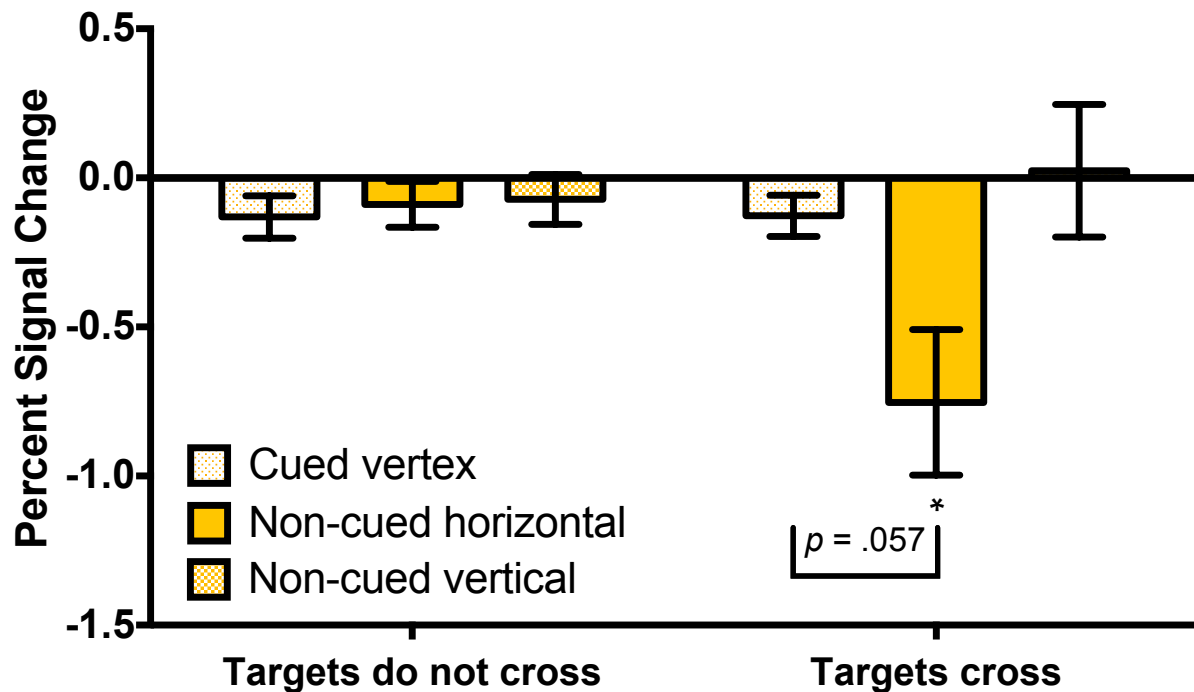 Percent Signal Change
0.5
0.0
-0.5
-1.0
-1.5
Cued vertex
Non-cued horizontal
Non-cued vertical
*
p = .057
Targets do not cross
Targets cross